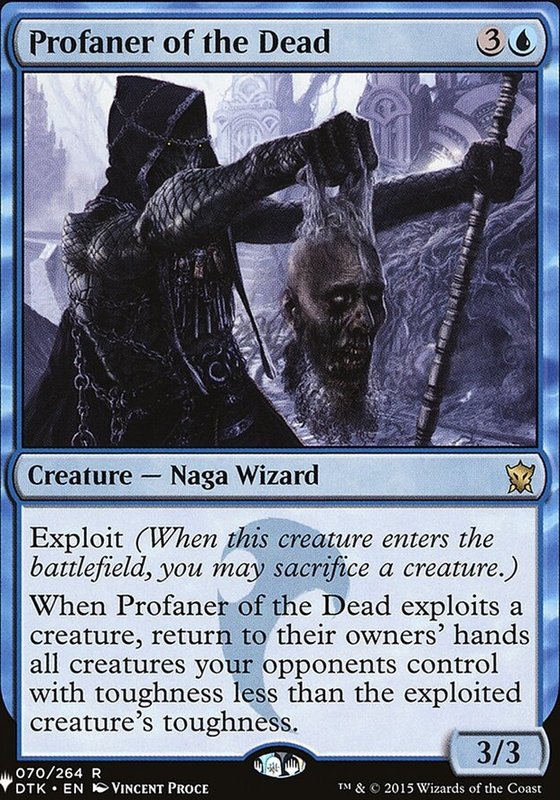 Profaner of the Dead 3
Creature — Naga Wizard
Exploit (When this creature enters the
battlefield, you may sacrifice a creature.)
When Profaner of the Dead exploits a
creature, return to their owners' hands
all creatures your opponents control
with toughness less than the exploited
creature's toughness.
3/3
070/264 R
DTK • EN Vincent Proce
™ & © 2015 Wizards of the Coast